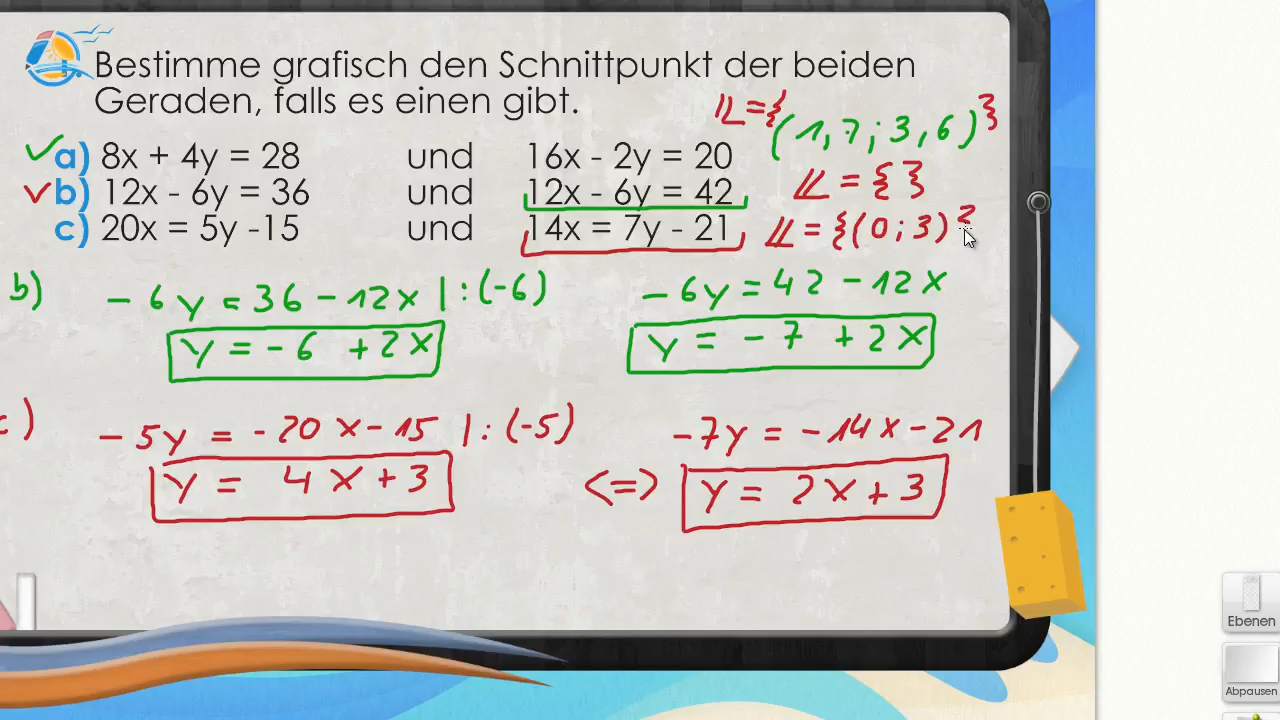 Bestimme grafisch den Schnittpunkt der beiden
Geraden, falls es einen gibt.
𝕃={(1,7;3,6)}
a) 8x + 4y = 28 und 16x - 2y = 20
b) 12x - 6y = 36 und 12x - 6y = 42 𝕃={ }
c) 20x = 5y -15 und 14x = 7y - 21 𝕃={(0;3)
b) -6y = 36 - 12x |:(-6) -6y = 42 - 12x
y = -6 + 2x y = -7 + 2x
c) -5y = -20x - 15 |:(-5) -7y = -14x - 21
y = 4x + 3 <=> y = 2x + 3
Ebenen
Abpausen